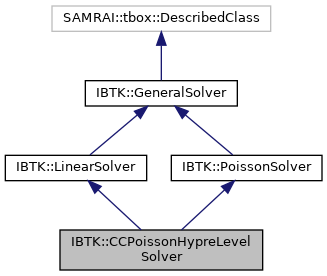 SAMRAI::tbox::DescribedClass
IBTK::GeneralSolver
IBTK::LinearSolver
IBTK::PoissonSolver
IBTK::CCPoissonHypreLevel
Solver